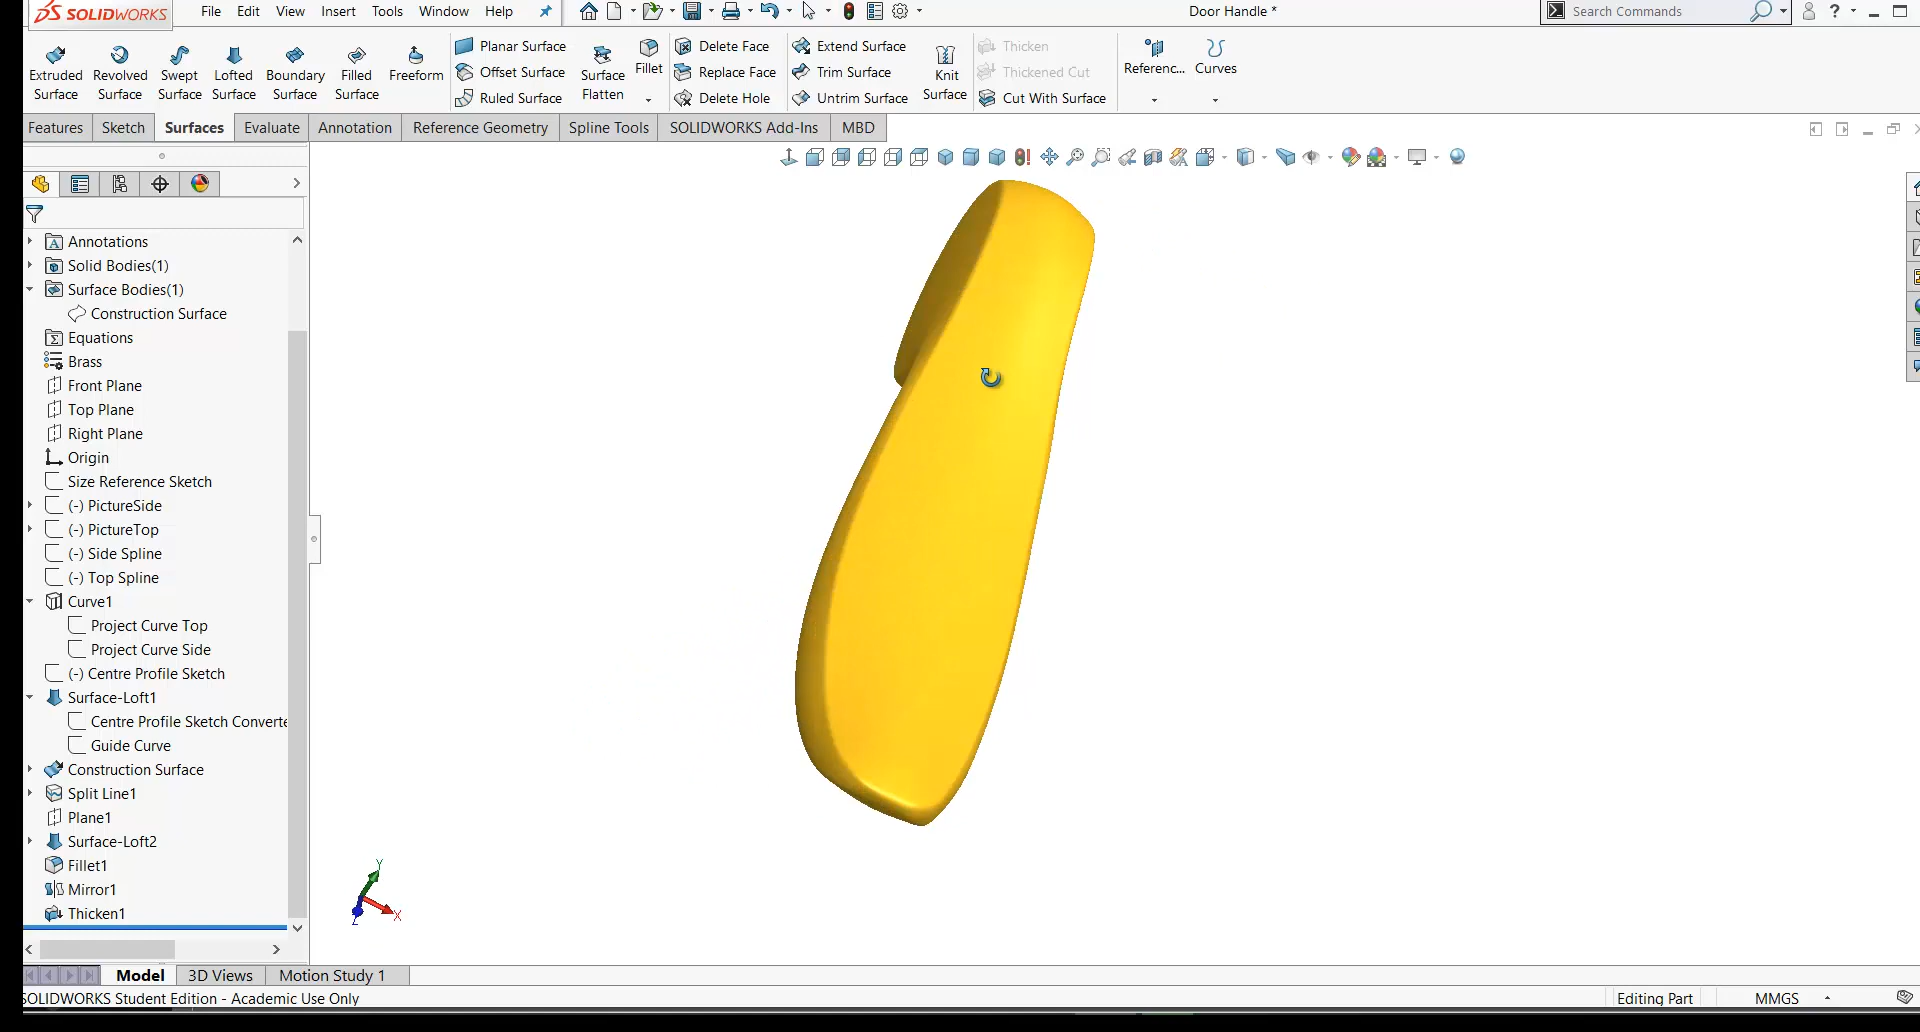 SOLIDWORKS
File Edit View Insert Tools Window Help
Door Handle *
Search Commands
?
Extruded Surface
Revolved Surface
Swept Surface
Lofted Surface
Boundary Surface
Filled Surface
Freeform
Planar Surface
Offset Surface
Ruled Surface
Surface Flatten
Fillet
Delete Face
Replace Face
Delete Hole
Extend Surface
Trim Surface
Untrim Surface
Knit Surface
Thicken
Thickened Cut
Cut With Surface
Referenc...
Curves
Features Sketch Surfaces Evaluate Annotation Reference Geometry Spline Tools SOLIDWORKS Add-Ins MBD
Annotations
Solid Bodies(1)
Surface Bodies(1)
Construction Surface
Equations
Brass
Front Plane
Top Plane
Right Plane
Origin
Size Reference Sketch
(-) PictureSide
(-) PictureTop
(-) Side Spline
(-) Top Spline
Curve1
Project Curve Top
Project Curve Side
(-) Centre Profile Sketch
Surface-Loft1
Centre Profile Sketch Converte
Guide Curve
Construction Surface
Split Line1
Plane1
Surface-Loft2
Fillet1
Mirror1
Thicken1
Y
X
Z
Model 3D Views Motion Study 1
SOLIDWORKS Student Edition - Academic Use Only
Editing Part
MMGS